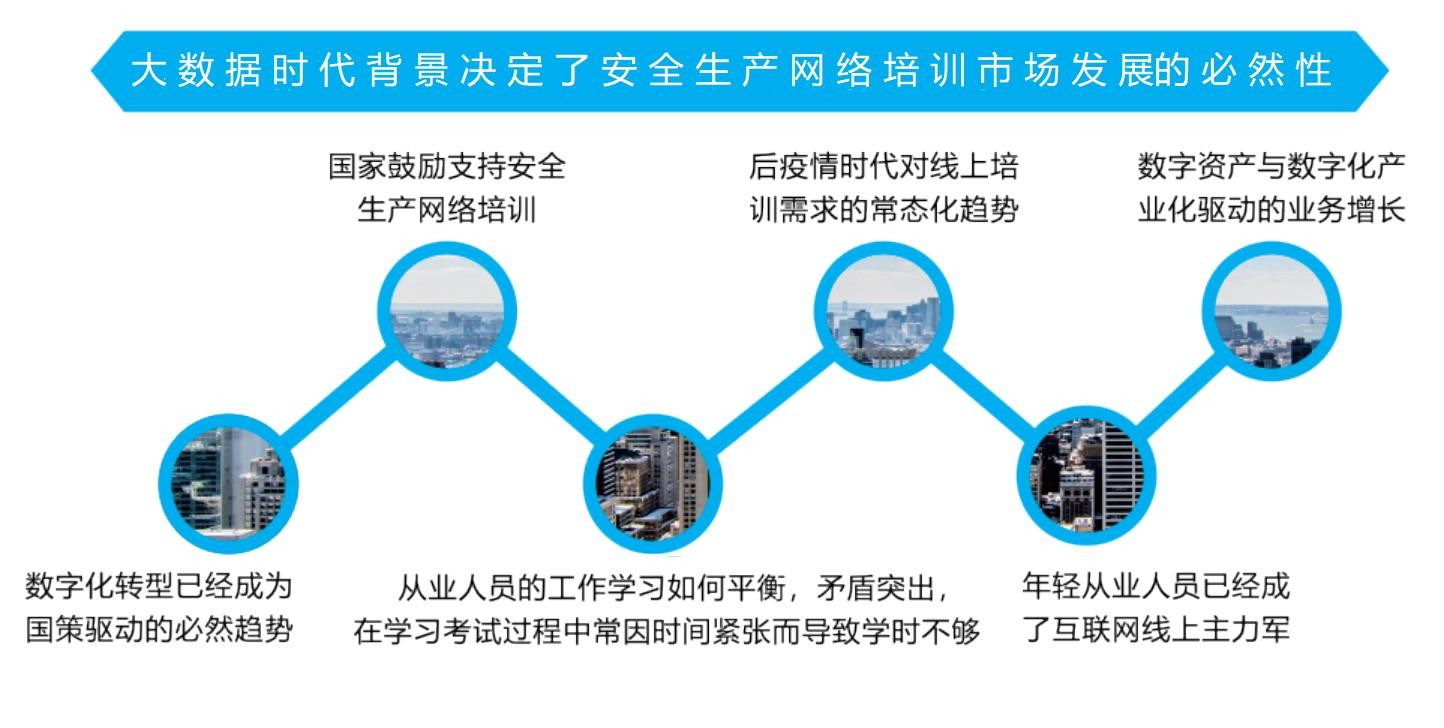 大数据时代背景决定了安全生产网络培训市场发展的必然性
国家鼓励支持安全
生产网络培训
后疫情时代对线上培
训需求的常态化趋势
数字资产与数字化产
业化驱动的业务增长
数字化转型已经成为
国策驱动的必然趋势
从业人员的工作学习如何平衡，矛盾突出，
在学习考试过程中常因时间紧张而导致学时不够
年轻从业人员已经成
了互联网线上主力军